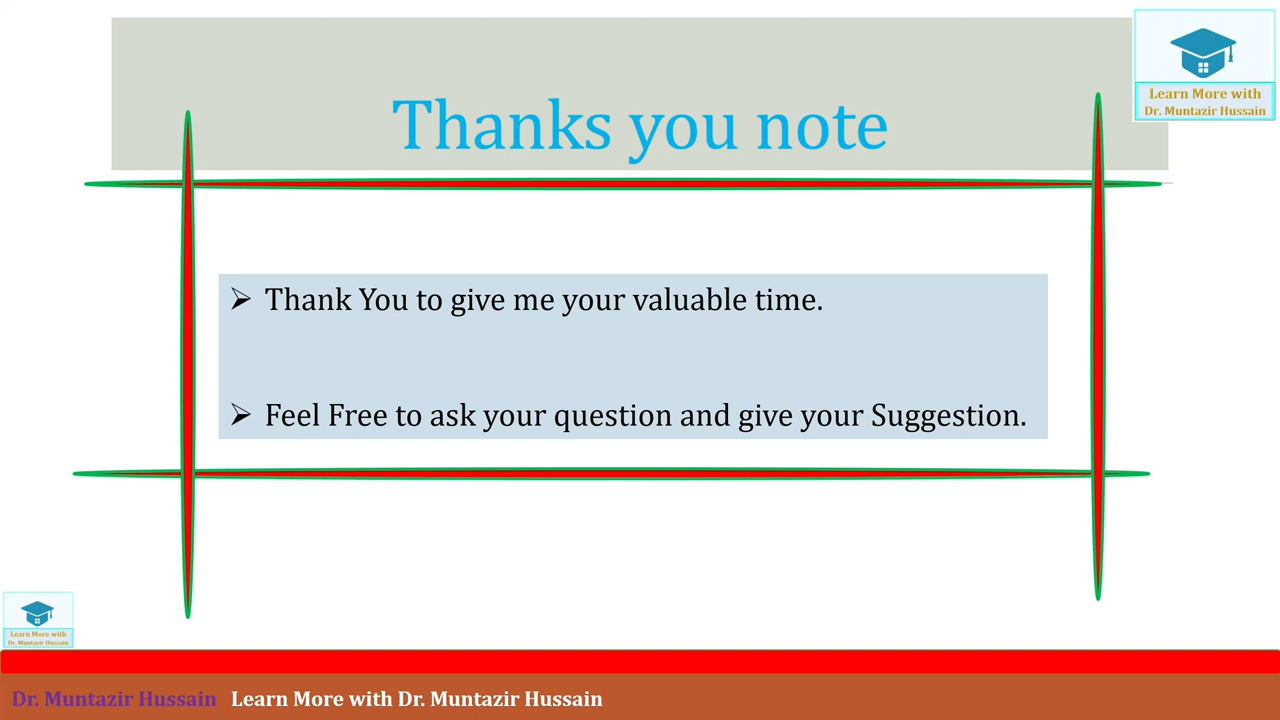 Learn More with
Dr. Muntazir Hussain
Thanks you note
Thank You to give me your valuable time.
Feel Free to ask your question and give your Suggestion.
Learn More with
Dr. Muntazir Hussain
Dr. Muntazir Hussain Learn More with Dr. Muntazir Hussain